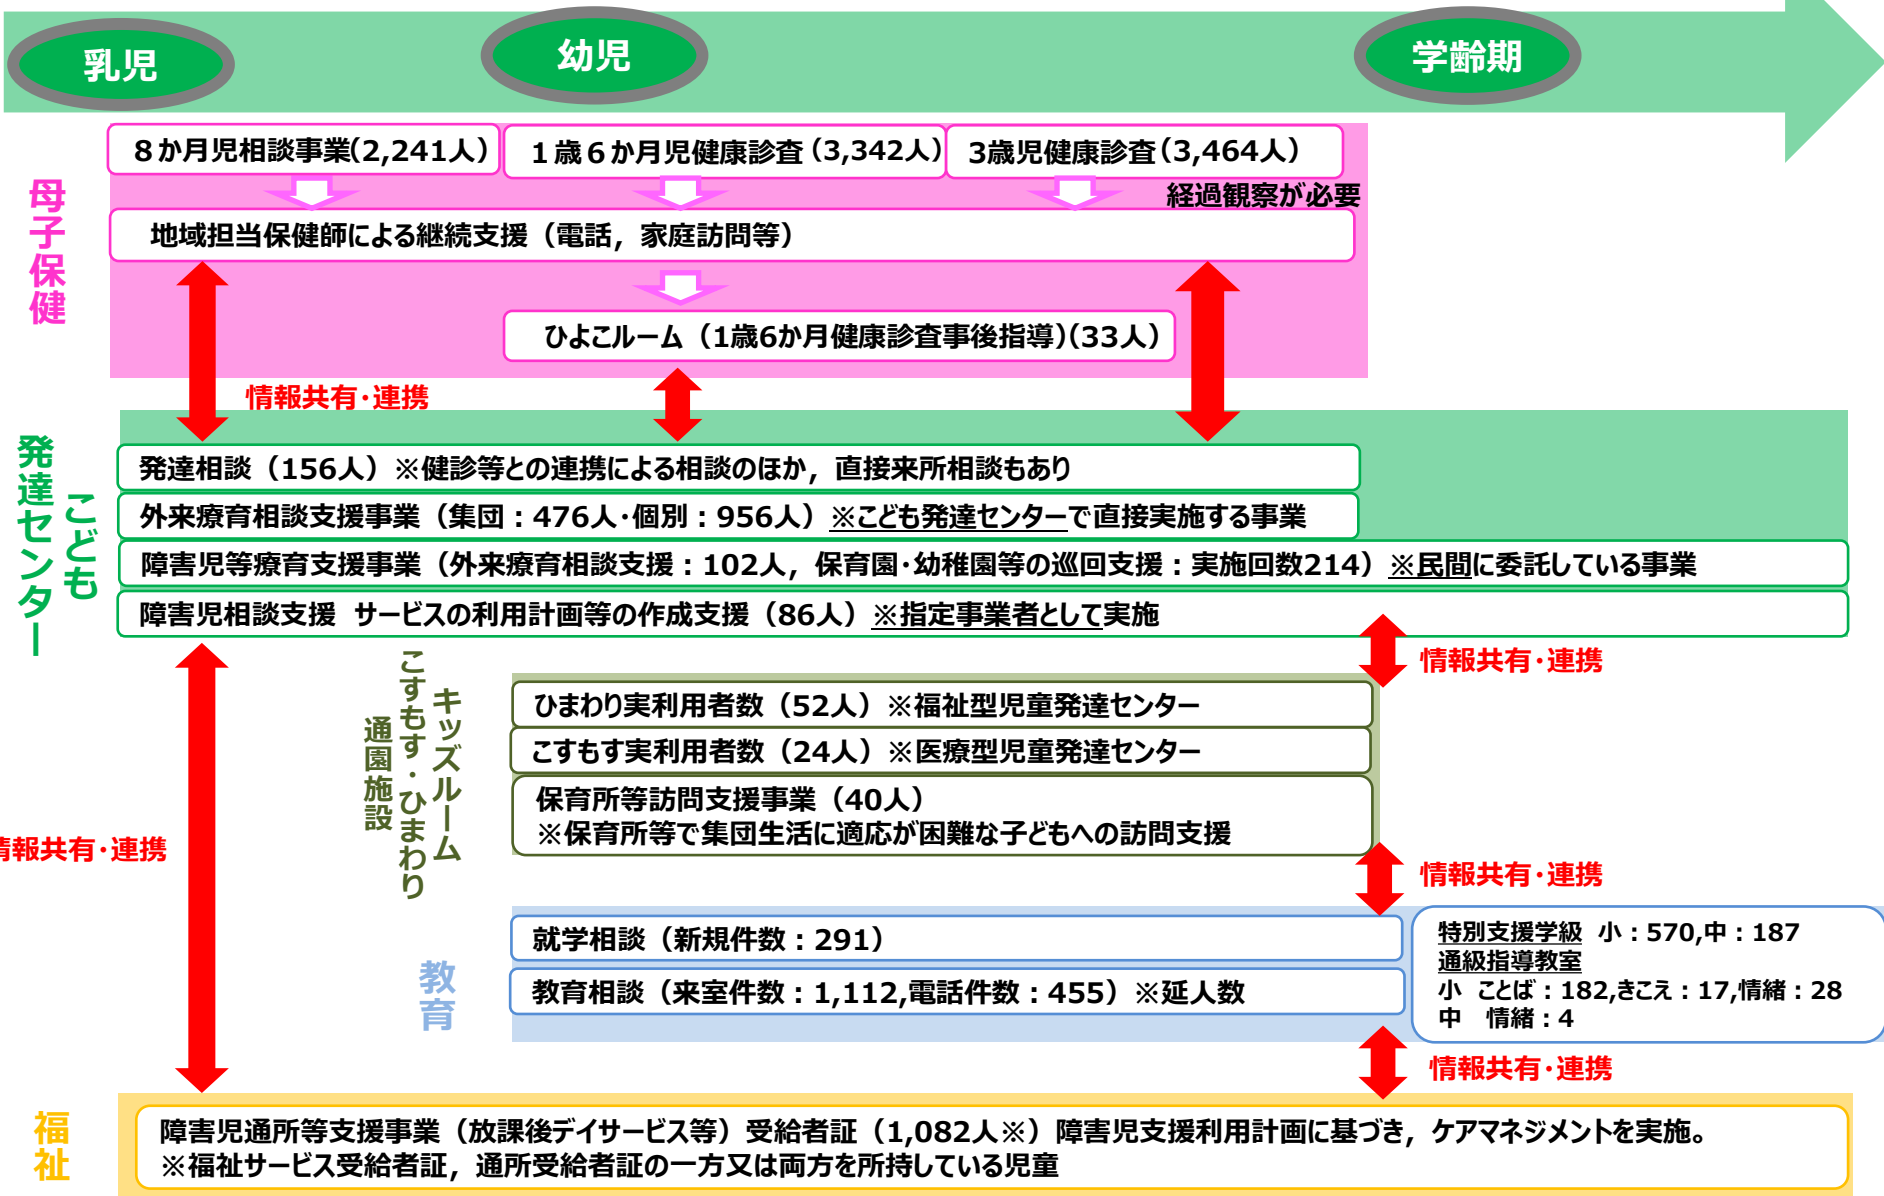 乳児
幼児
学齢期
母子保健
８か月児相談事業(2,241人)
１歳６か月児健康診査（3,342人）
3歳児健康診査（3,464人）
経過観察が必要
地域担当保健師による継続支援（電話，家庭訪問等）
ひよこルーム（1歳6か月健康診査事後指導）(33人）
情報共有・連携
こども
発達センター
発達相談（156人）※健診等との連携による相談のほか，直接来所相談もあり
外来療育相談支援事業（集団：476人・個別：956人）※こども発達センターで直接実施する事業
障害児等療育支援事業（外来療育相談支援：102人，保育園・幼稚園等の巡回支援：実施回数214）※民間に委託している事業
障害児相談支援 サービスの利用計画等の作成支援（86人）※指定事業者として実施
情報共有・連携
キッズルーム
こすもす・ひまわり
通園施設
ひまわり実利用者数（52人）※福祉型児童発達センター
こすもす実利用者数（24人）※医療型児童発達センター
保育所等訪問支援事業（40人）
※保育所等で集団生活に適応が困難な子どもへの訪問支援
情報共有・連携
情報共有・連携
教育
就学相談（新規件数：291）
教育相談（来室件数：1,112,電話件数：455）※延人数
特別支援学級 小：570,中：187
通級指導教室
小 ことば：182,きこえ：17,情緒：28
中 情緒：4
情報共有・連携
福祉
障害児通所等支援事業（放課後デイサービス等）受給者証（1,082人※）障害児支援利用計画に基づき，ケアマネジメントを実施。
※福祉サービス受給者証，通所受給者証の一方又は両方を所持している児童